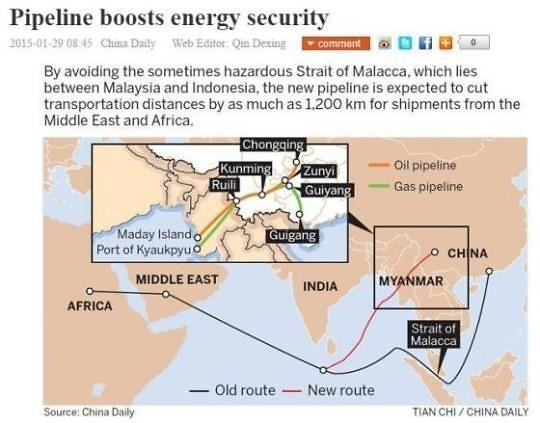 Pipeline boosts energy security
2015-01-29 08:45 China Daily Web Editor: Qin Dexing comment 0
By avoiding the sometimes hazardous Strait of Malacca, which lies
between Malaysia and Indonesia, the new pipeline is expected to cut
transportation distances by as much as 1,200 km for shipments from the
Middle East and Africa.
Chongqing
Kunming
Zunyi
Ruili
Guiyang
Maday Island
Port of Kyaukpyu
Guigang
Oil pipeline
Gas pipeline
CHINA
MYANMAR
INDIA
MIDDLE EAST
AFRICA
Strait of
Malacca
Old route
New route
Source: China Daily
TIAN CHI / CHINA DAILY